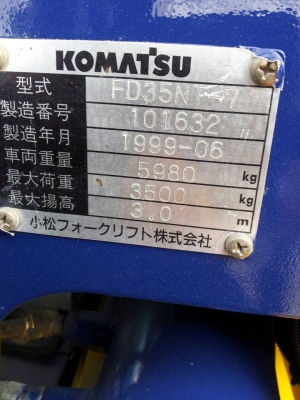 KOMATSU
型式 FD35NT-7
製造番号 101632
製造年月 1999-06
車両重量 5980 kg
最大荷重 3500 kg
最大揚高 3.0 m
小松フォークリフト株式会社